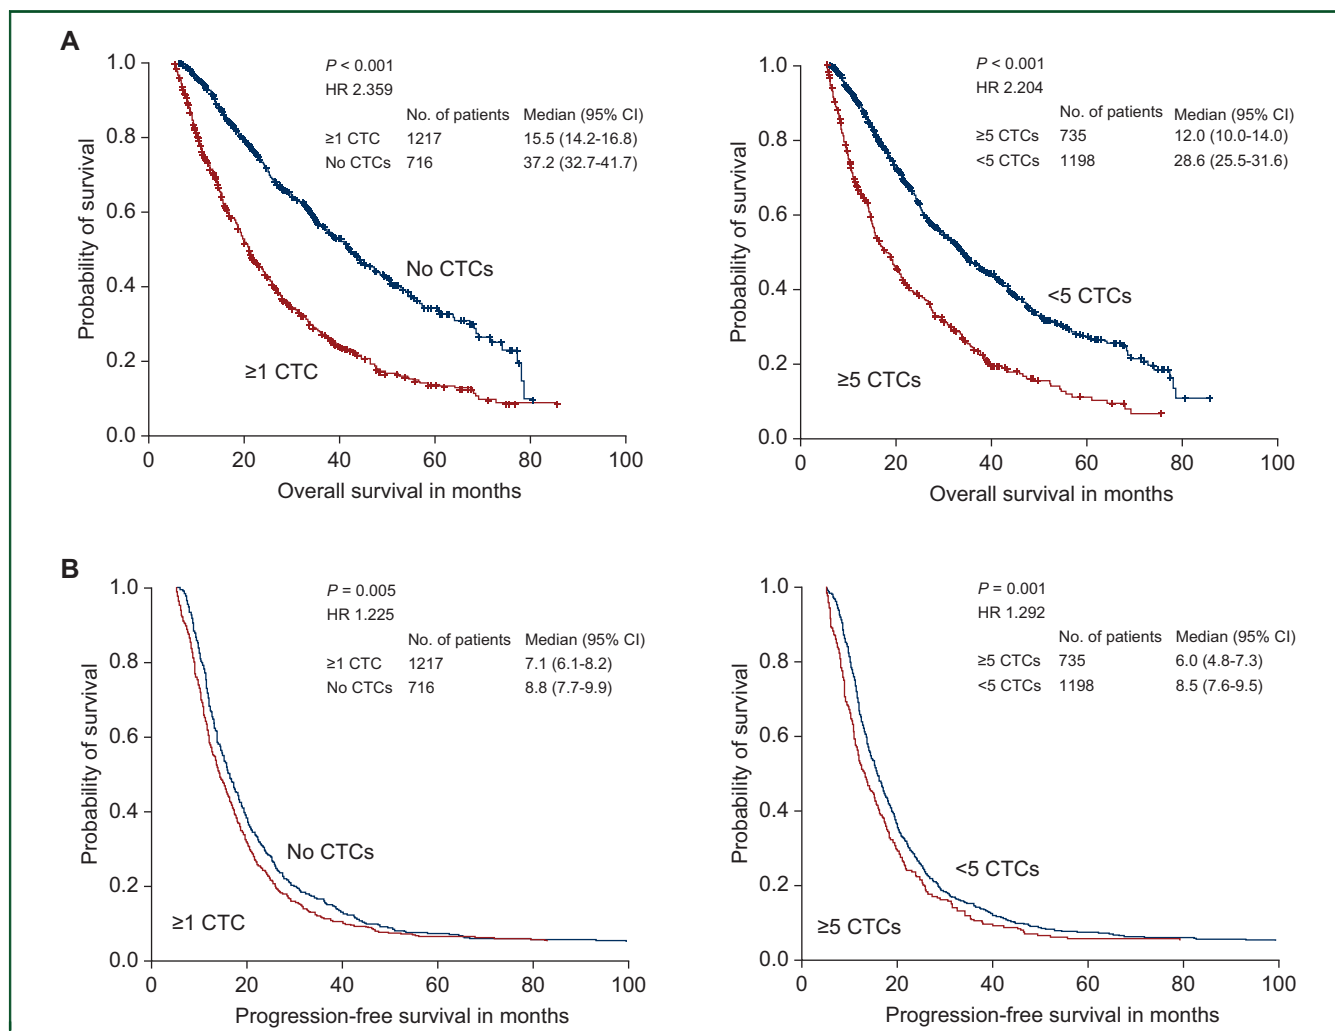 A
P < 0.001
HR 2.359
No. of patients Median (95% CI)
≥1 CTC 1217 15.5 (14.2-16.8)
No CTCs 716 37.2 (32.7-41.7)
Probability of survival
1.0
0.8
0.6
0.4
0.2
0.0
No CTCs
≥1 CTC
0 20 40 60 80 100
Overall survival in months
P < 0.001
HR 2.204
No. of patients Median (95% CI)
≥5 CTCs 735 12.0 (10.0-14.0)
<5 CTCs 1198 28.6 (25.5-31.6)
Probability of survival
1.0
0.8
0.6
0.4
0.2
0.0
<5 CTCs
≥5 CTCs
0 20 40 60 80 100
Overall survival in months
B
P = 0.005
HR 1.225
No. of patients Median (95% CI)
≥1 CTC 1217 7.1 (6.1-8.2)
No CTCs 716 8.8 (7.7-9.9)
Probability of survival
1.0
0.8
0.6
0.4
0.2
0.0
No CTCs
≥1 CTC
0 20 40 60 80 100
Progression-free survival in months
P = 0.001
HR 1.292
No. of patients Median (95% CI)
≥5 CTCs 735 6.0 (4.8-7.3)
<5 CTCs 1198 8.5 (7.6-9.5)
Probability of survival
1.0
0.8
0.6
0.4
0.2
0.0
<5 CTCs
≥5 CTCs
0 20 40 60 80 100
Progression-free survival in months